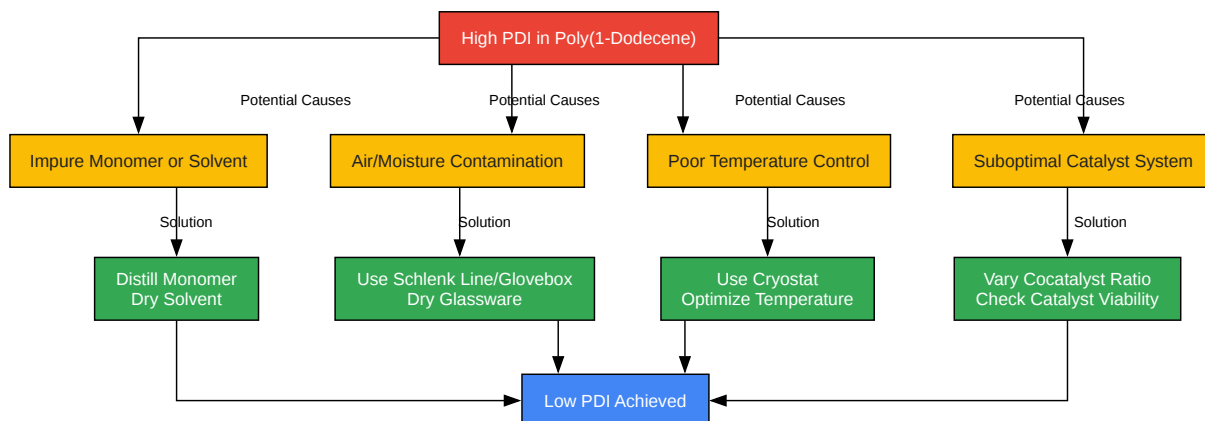 High PDI in Poly(1-Dodecene)
Potential Causes
Potential Causes
Potential Causes
Potential Causes
Impure Monomer or Solvent
Air/Moisture Contamination
Poor Temperature Control
Suboptimal Catalyst System
Solution
Solution
Solution
Solution
Distill Monomer
Dry Solvent
Use Schlenk Line/Glovebox
Dry Glassware
Use Cryostat
Optimize Temperature
Vary Cocatalyst Ratio
Check Catalyst Viability
Low PDI Achieved